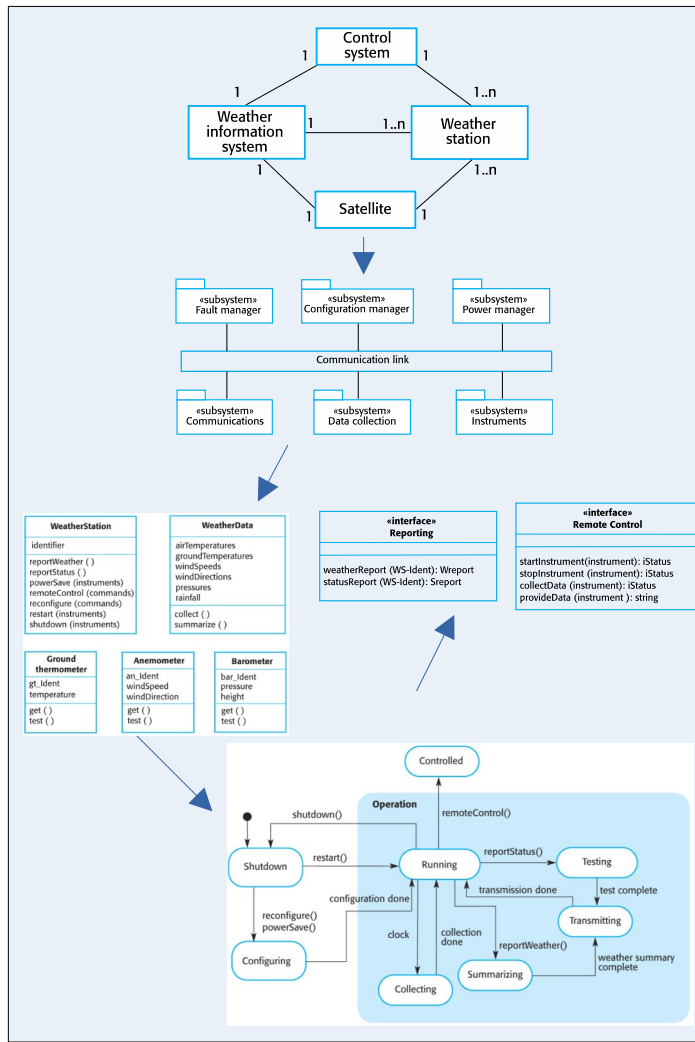 Control
system
1
1
1
1..n
Weather
information
system
1
1..n
Weather
station
1
1..n
Satellite
1
1
«subsystem»
Fault manager
«subsystem»
Configuration manager
«subsystem»
Power manager
Communication link
«subsystem»
Communications
«subsystem»
Data collection
«subsystem»
Instruments
WeatherStation
identifier
reportWeather ( )
reportStatus ( )
powerSave (instruments)
remoteControl (commands)
reconfigure (commands)
restart (instruments)
shutdown (instruments)
WeatherData
airTemperatures
groundTemperatures
windSpeeds
windDirections
pressures
rainfall
collect ( )
summarize ( )
«interface»
Reporting
weatherReport (WS-Ident): Wreport
statusReport (WS-Ident): Sreport
«interface»
Remote Control
startInstrument(instrument): iStatus
stopInstrument (instrument): iStatus
collectData (instrument): iStatus
provideData (instrument ): string
Ground
thermometer
gt_Ident
temperature
get ( )
test ( )
Anemometer
an_Ident
windSpeed
windDirection
get ( )
test ( )
Barometer
bar_Ident
pressure
height
get ( )
test ( )
Controlled
Operation
shutdown()
remoteControl()
Shutdown
restart()
Running
reportStatus()
Testing
configuration done
transmission done
test complete
reconfigure()
powerSave()
Transmitting
clock
collection
done
reportWeather()
weather summary
complete
Configuring
Collecting
Summarizing